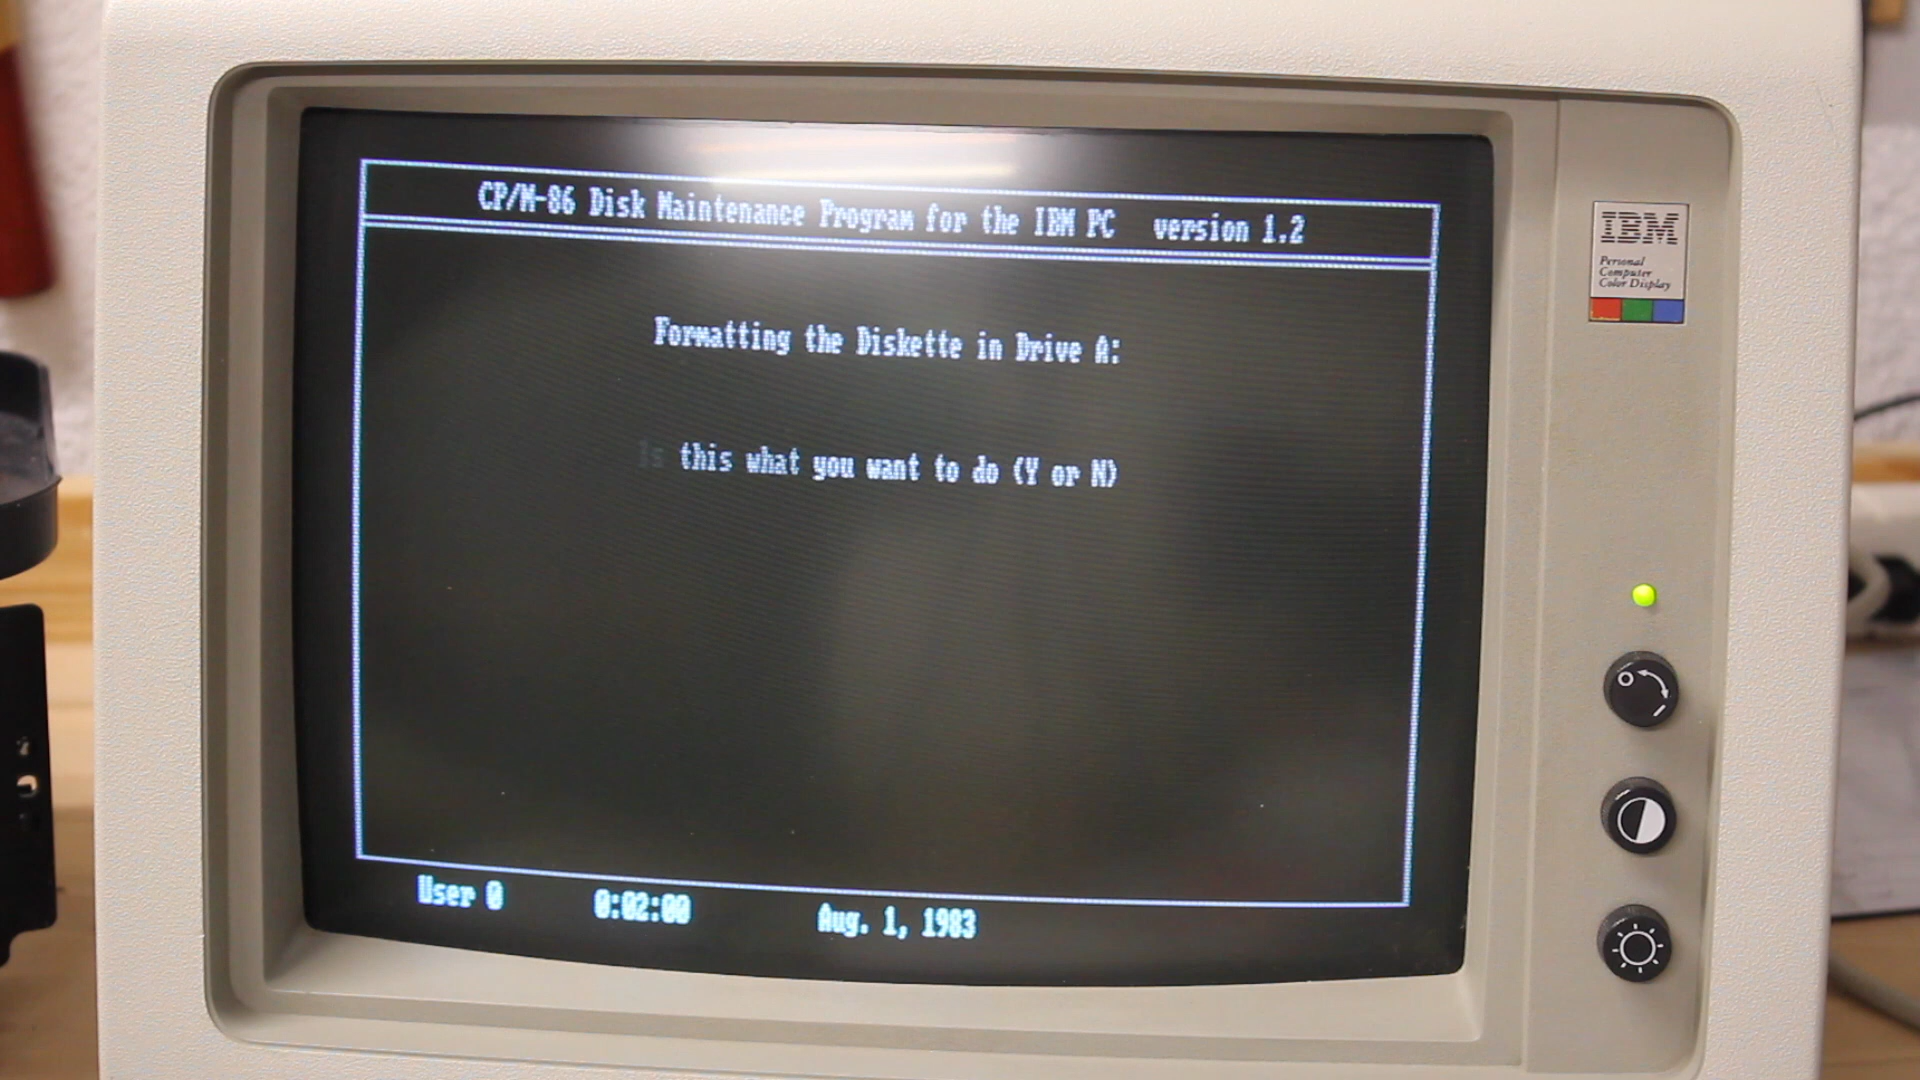 CP/M-86 Disk Maintenance Program for the IBM PC version 1.2
Formatting the Diskette in Drive A:
Is this what you want to do (Y or N)
User 0 0:02:00 Aug. 1, 1983
IBM
Personal
Computer
Color Display